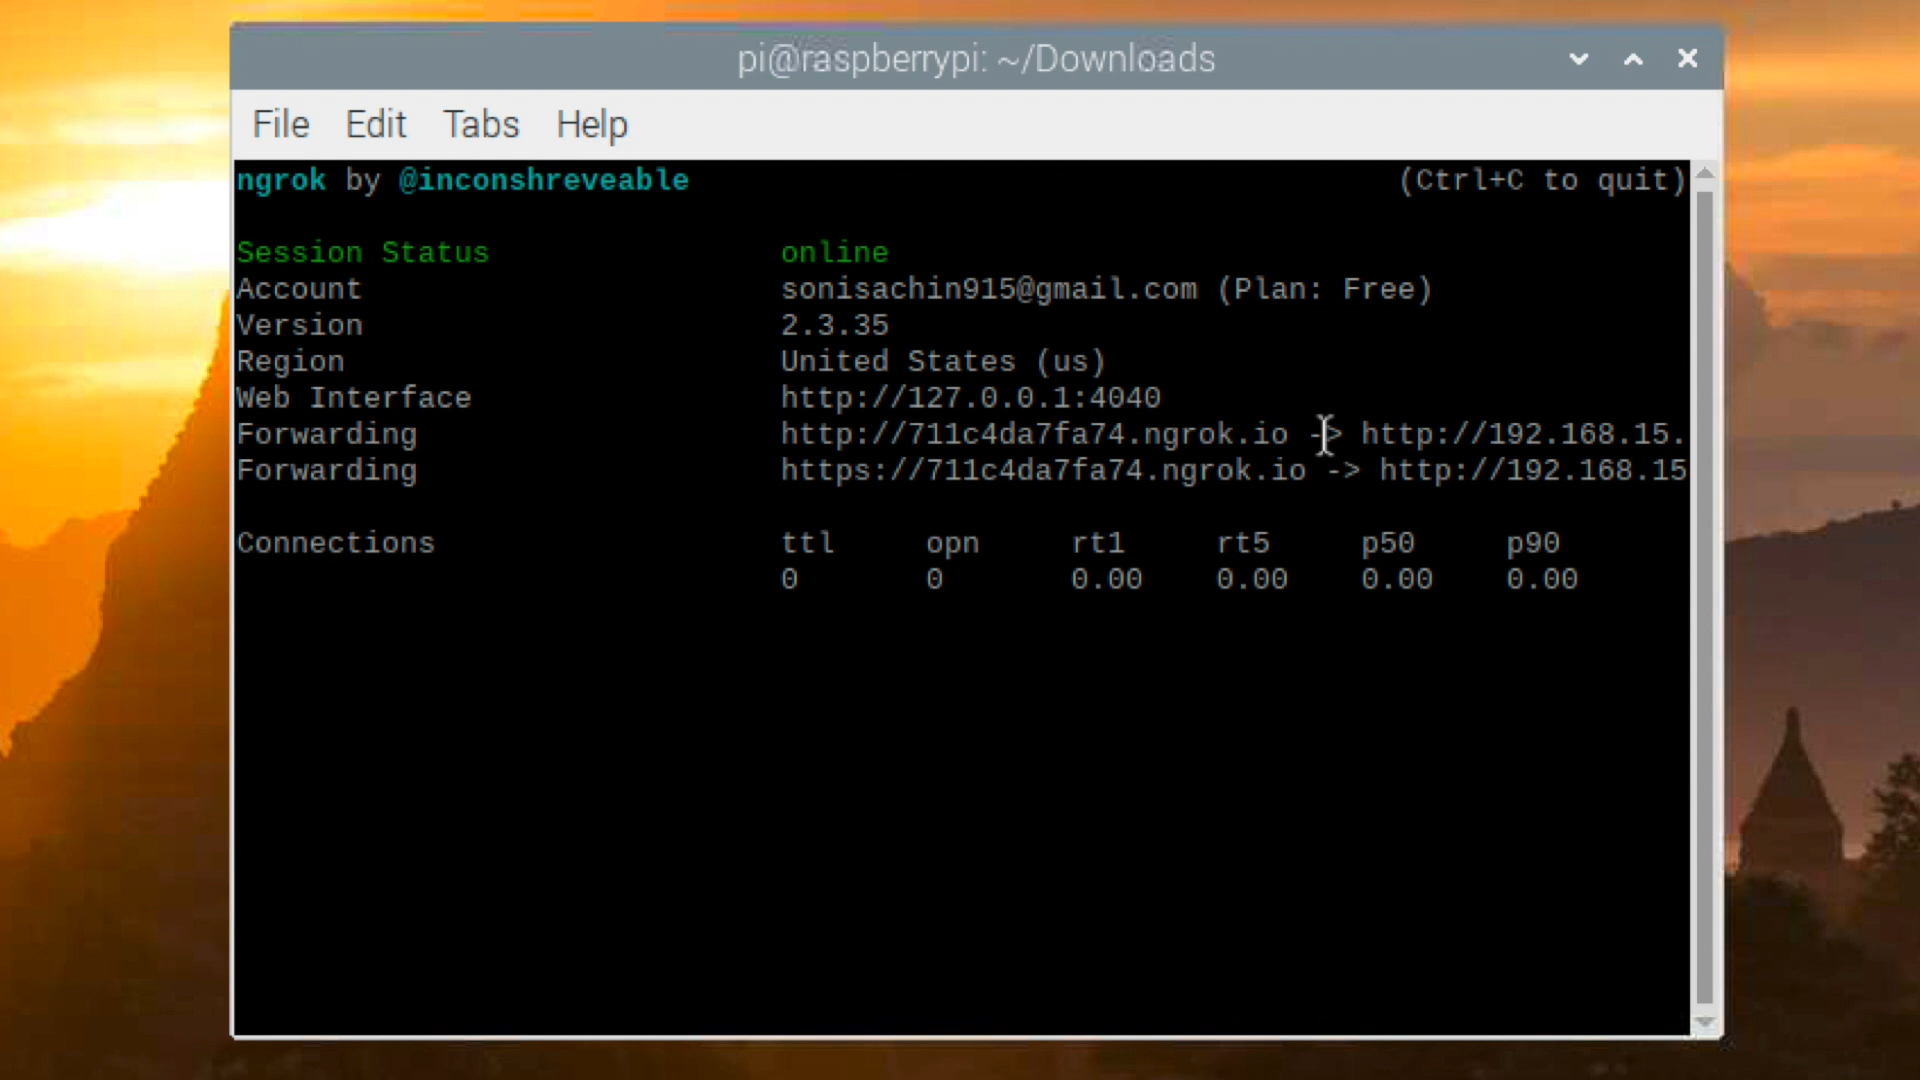 pi@raspberrypi: ~/Downloads
File Edit Tabs Help
ngrok by @inconshreveable (Ctrl+C to quit)
Session Status online
Account sonisachin915@gmail.com (Plan: Free)
Version 2.3.35
Region United States (us)
Web Interface http://127.0.0.1:4040
Forwarding http://711c4da7fa74.ngrok.io -> http://192.168.15.
Forwarding https://711c4da7fa74.ngrok.io -> http://192.168.15
Connections ttl opn rt1 rt5 p50 p90
0 0 0.00 0.00 0.00 0.00